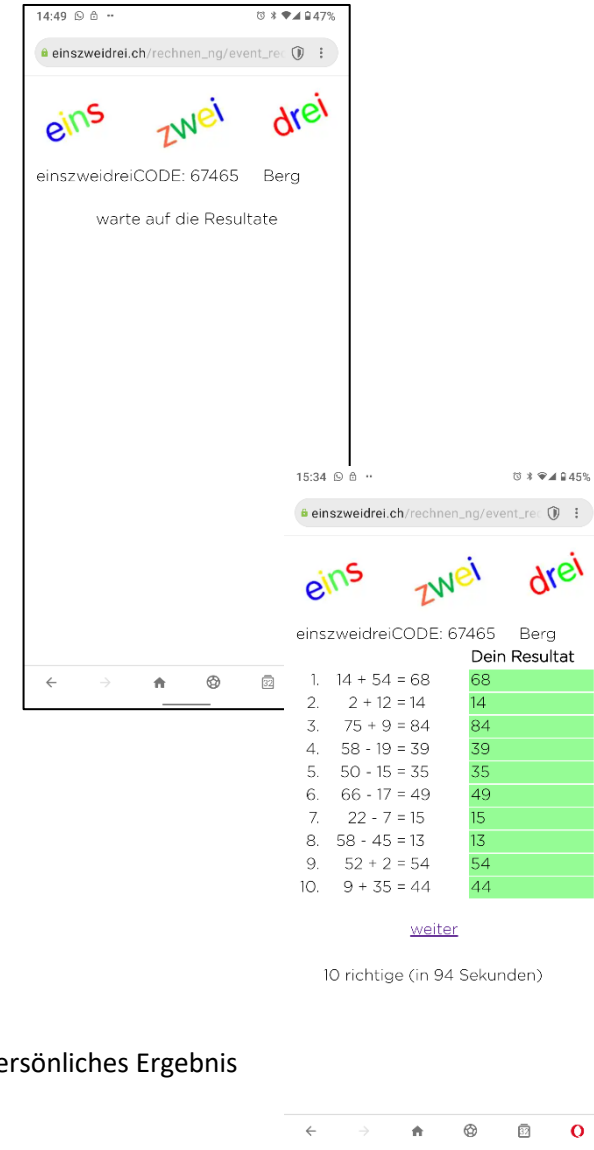 14:49 47%
einszweidrei.ch/rechnen_ng/event_rec
eins zwei drei
einszweidreiCODE: 67465 Berg
warte auf die Resultate
32
15:34 45%
einszweidrei.ch/rechnen_ng/event_rec
eins zwei drei
einszweidreiCODE: 67465 Berg
Dein Resultat
1. 14 + 54 = 68 68
2. 2 + 12 = 14 14
3. 75 + 9 = 84 84
4. 58 - 19 = 39 39
5. 50 - 15 = 35 35
6. 66 - 17 = 49 49
7. 22 - 7 = 15 15
8. 58 - 45 = 13 13
9. 52 + 2 = 54 54
10. 9 + 35 = 44 44
weiter
10 richtige (in 94 Sekunden)
ersönliches Ergebnis